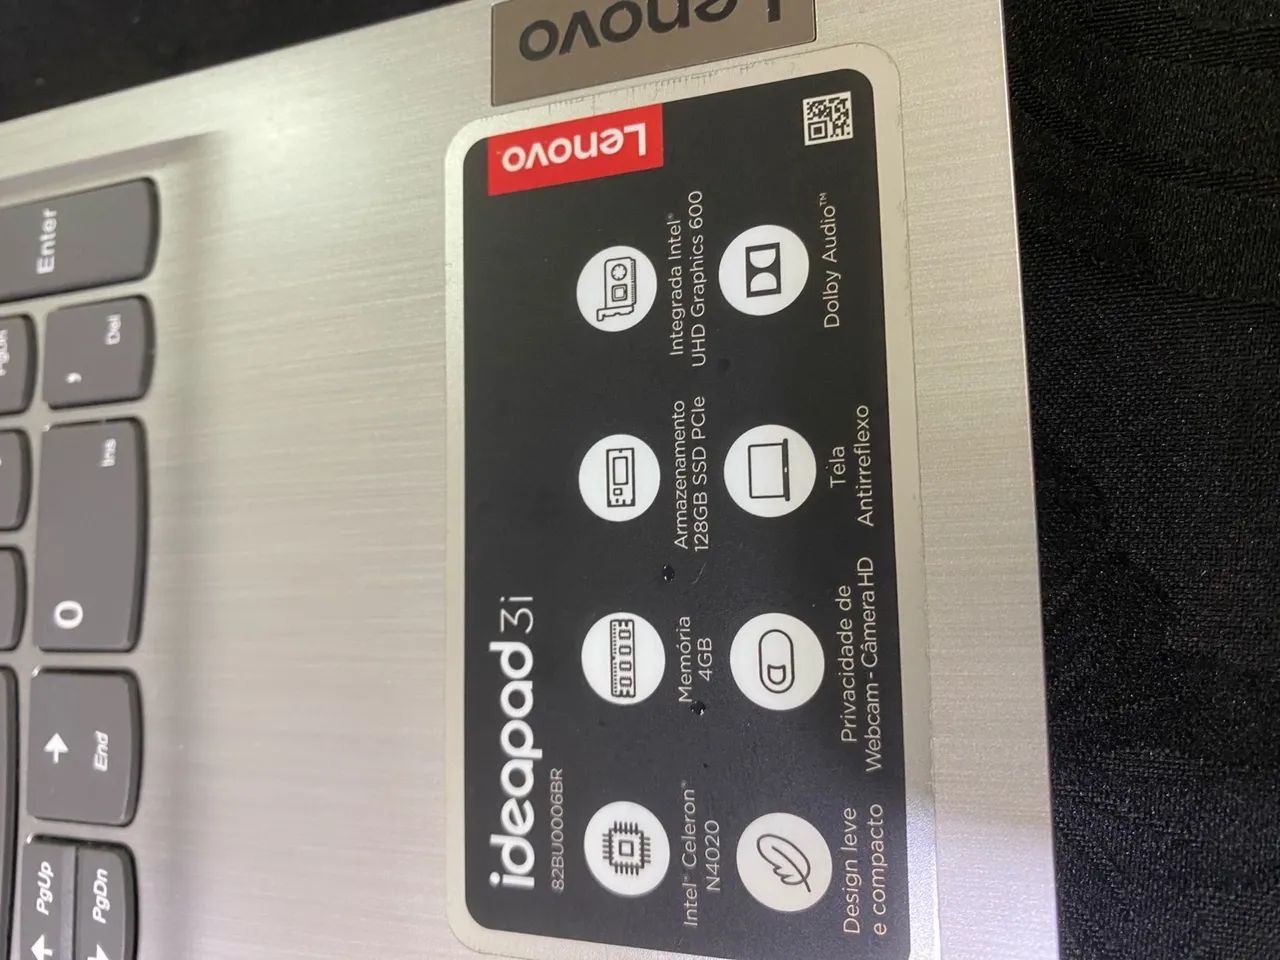 Lenovo
Lenovo
ideapad 3i
82BU0006BR
Intel® Celeron®
N4020
Memória
4GB
Armazenamento
128GB SSD PCIe
Integrada Intel®
UHD Graphics 600
Design leve
e compacto
Privacidade de
Webcam - Câmera HD
Tela
Antirreflexo
Dolby Audio™
Enter
,
Del
0
Ins
End
PgUp
PgDn